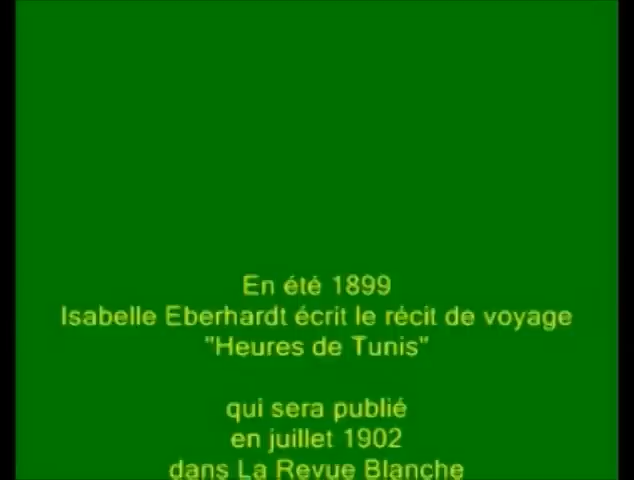 En été 1899
Isabelle Eberhardt écrit le récit de voyage
"Heures de Tunis"
qui sera publié
en juillet 1902
dans La Revue Blanche